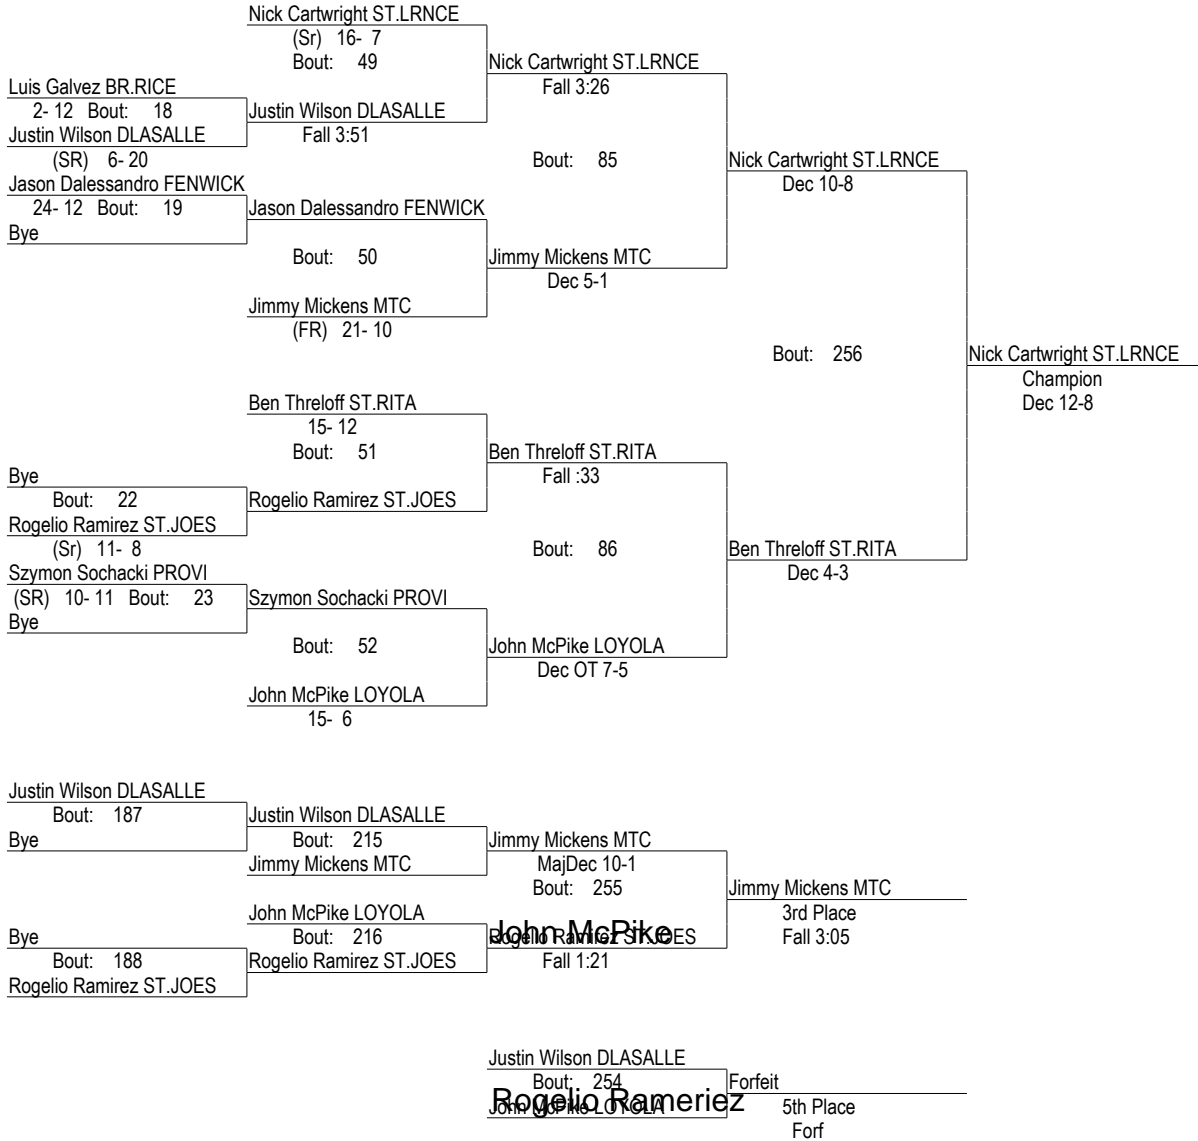 Nick Cartwright ST.LRNCE
(Sr) 16- 7
Bout: 49
Nick Cartwright ST.LRNCE
Fall 3:26
Luis Galvez BR.RICE
2- 12 Bout: 18
Justin Wilson DLASALLE
Fall 3:51
Justin Wilson DLASALLE
(SR) 6- 20
Bout: 85
Nick Cartwright ST.LRNCE
Dec 10-8
Jason Dalessandro FENWICK
24- 12 Bout: 19
Jason Dalessandro FENWICK
Bye
Bout: 50
Jimmy Mickens MTC
Dec 5-1
Jimmy Mickens MTC
(FR) 21- 10
Bout: 256
Nick Cartwright ST.LRNCE
Champion
Dec 12-8
Ben Threloff ST.RITA
15- 12
Bout: 51
Ben Threloff ST.RITA
Fall :33
Bye
Bout: 22
Rogelio Ramirez ST.JOES
Rogelio Ramirez ST.JOES
(Sr) 11- 8
Bout: 86
Ben Threloff ST.RITA
Dec 4-3
Szymon Sochacki PROVI
(SR) 10- 11 Bout: 23
Szymon Sochacki PROVI
Bye
Bout: 52
John McPike LOYOLA
Dec OT 7-5
John McPike LOYOLA
15- 6
Justin Wilson DLASALLE
Bout: 187
Justin Wilson DLASALLE
Bye
Bout: 215
Jimmy Mickens MTC
MajDec 10-1
Jimmy Mickens MTC
Bout: 255
Jimmy Mickens MTC
3rd Place
Fall 3:05
John McPike LOYOLA
Bye
Bout: 216
Rogelio Ramirez ST.JOES
John McPike
Fall 1:21
Bout: 188
Rogelio Ramirez ST.JOES
Rogelio Ramirez ST.JOES
Justin Wilson DLASALLE
Bout: 254
Forfeit
John McPike LOYOLA
Rogelio Rameriez
5th Place
Forf